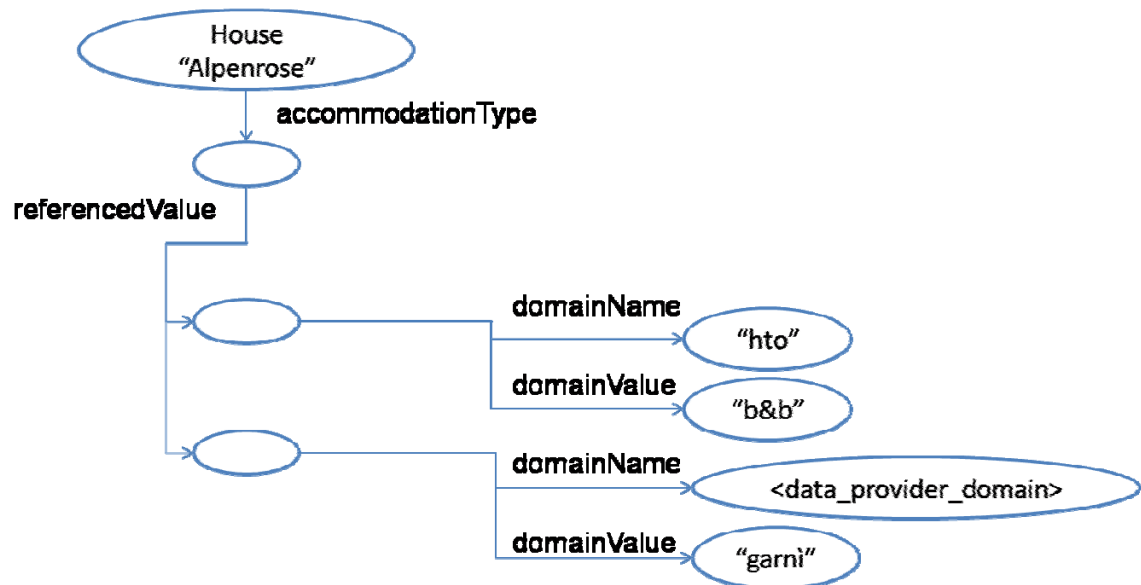 House
“Alpenrose”
accommodationType
referencedValue
domainName
“hto”
domainValue
“b&b”
domainName
<data_provider_domain>
domainValue
“garnì”